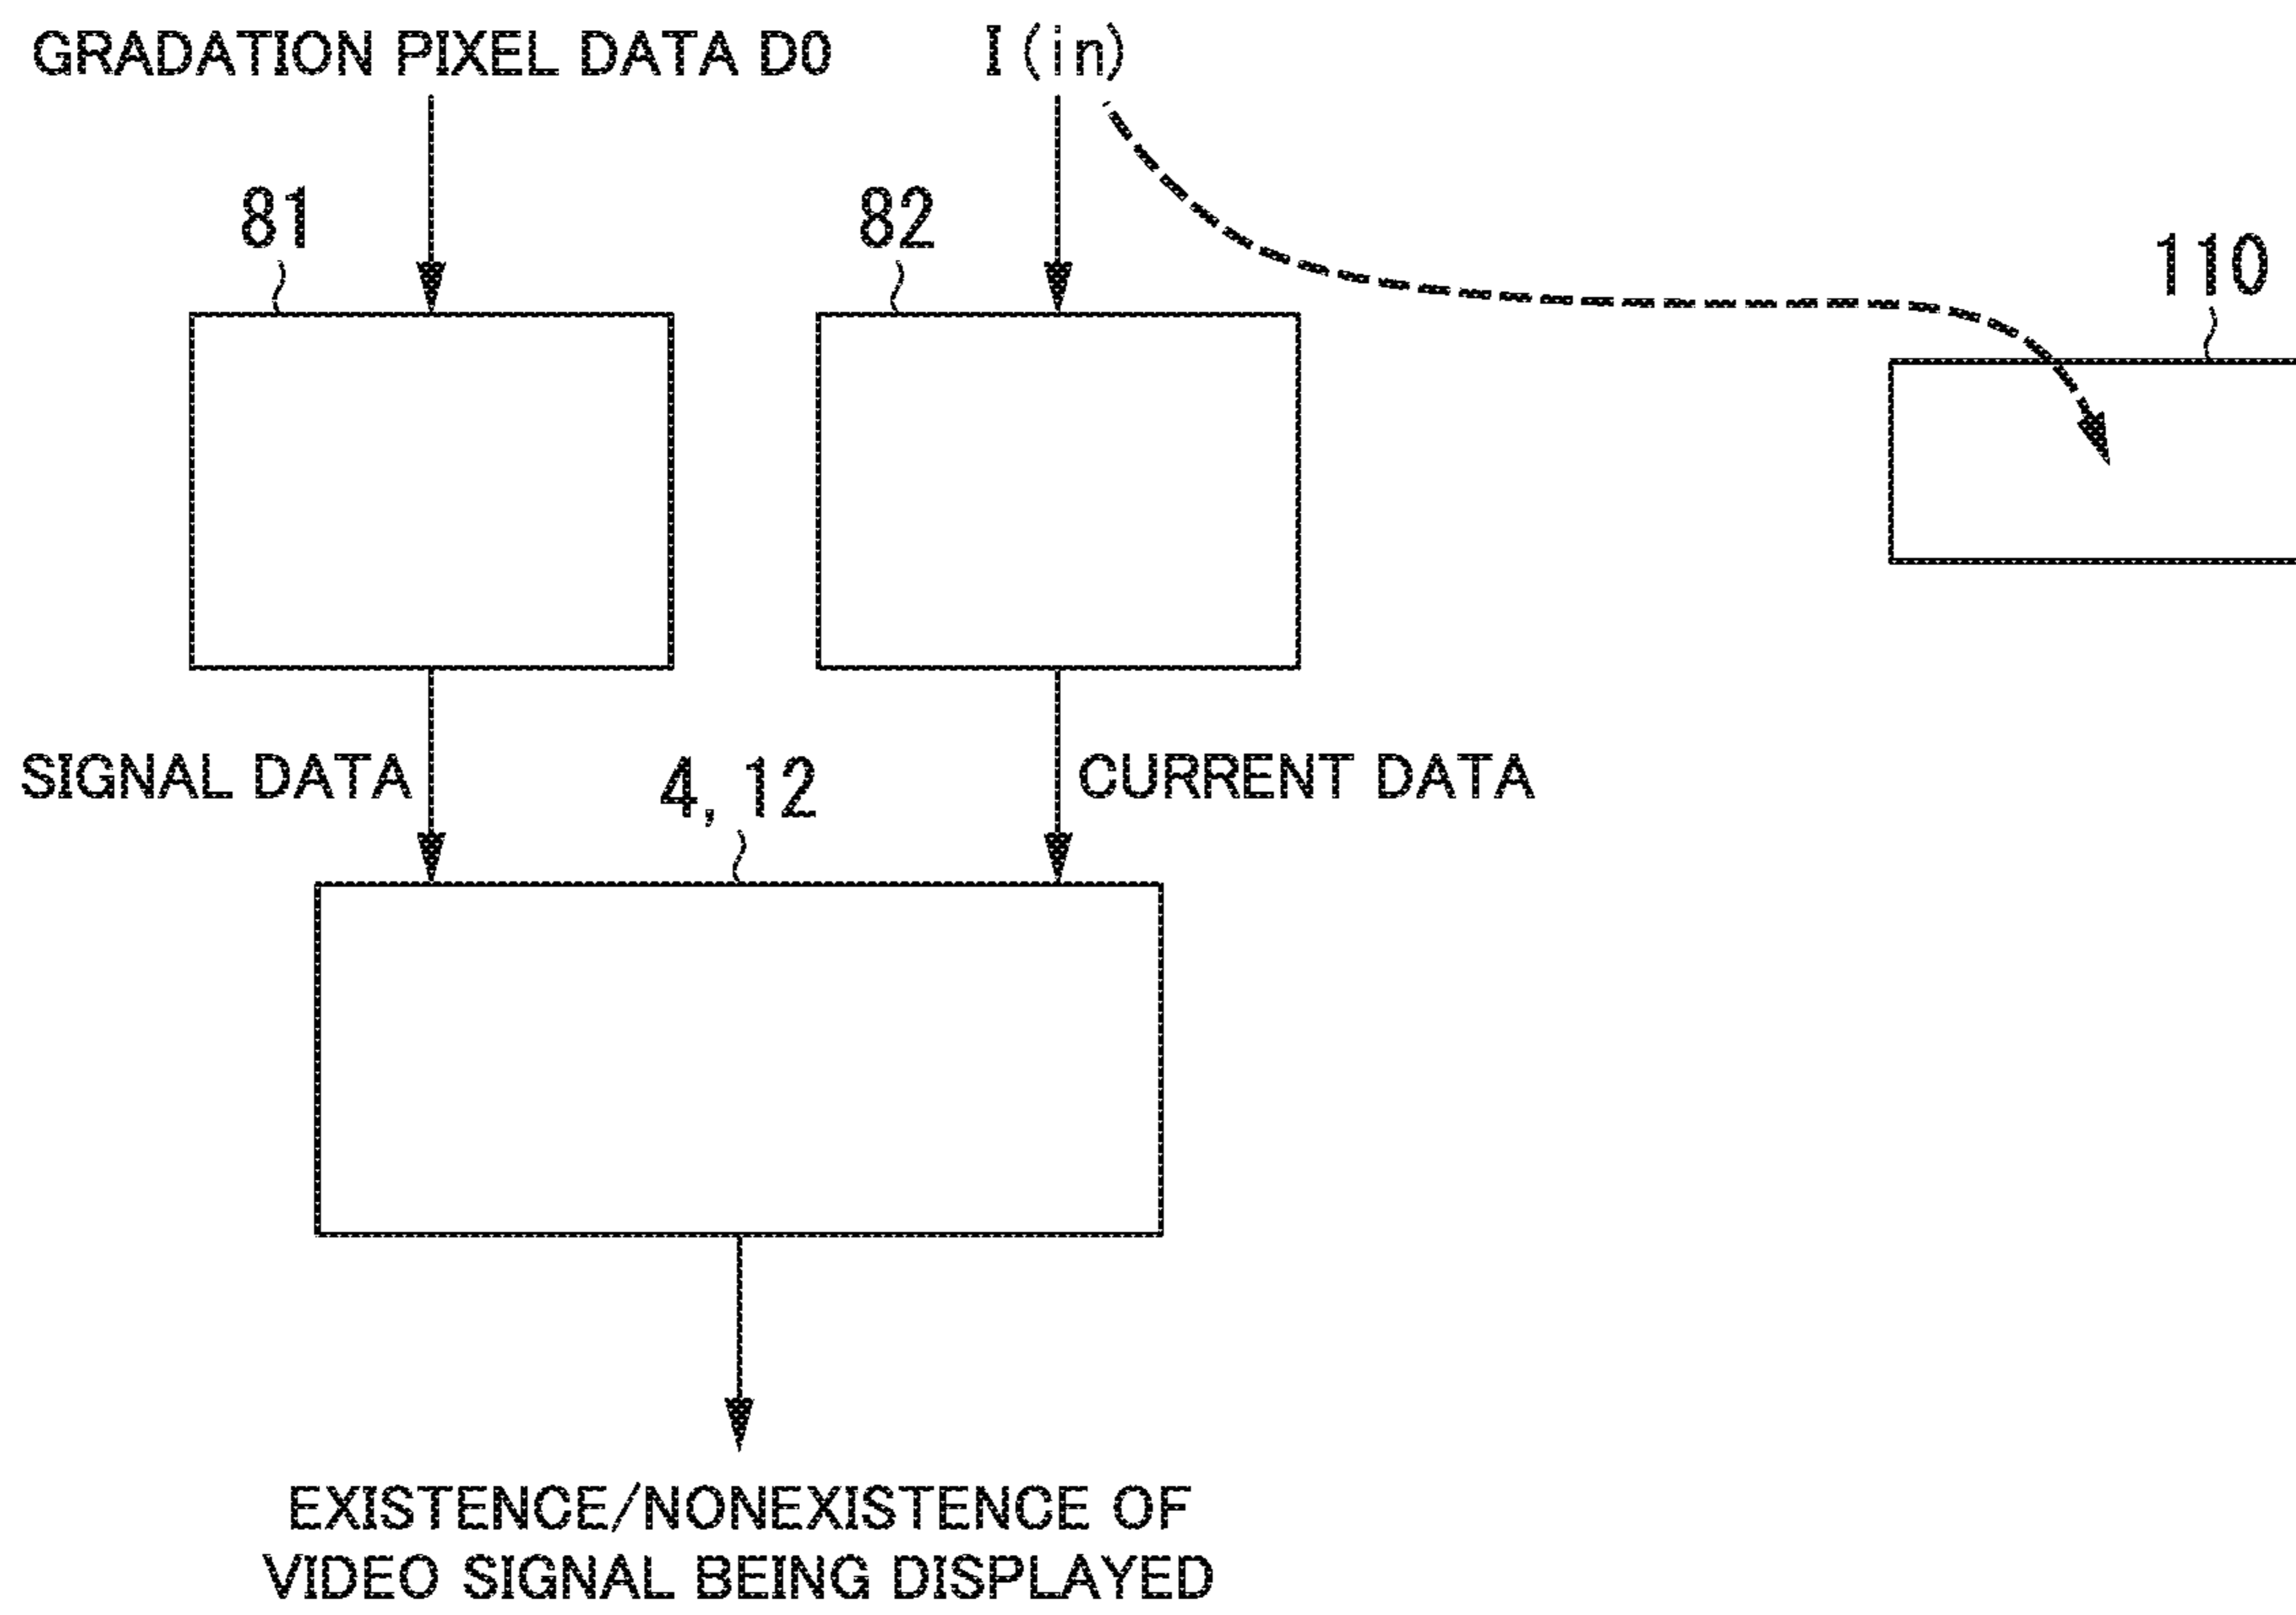 GRADATION PIXEL DATA D0
I (in)
81
82
110
SIGNAL DATA
4, 12
CURRENT DATA
EXISTENCE/NONEXISTENCE OF
VIDEO SIGNAL BEING DISPLAYED